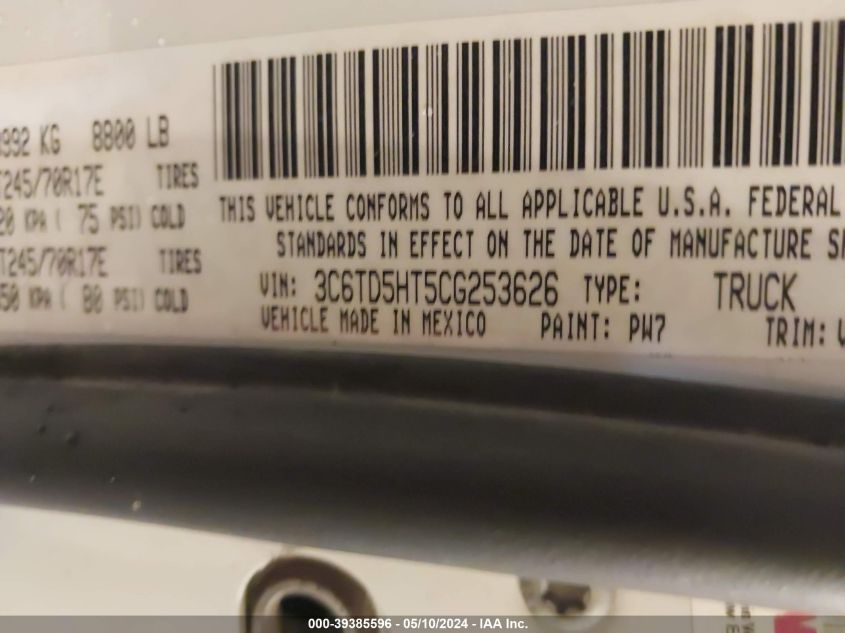 992 KG 8800 LB
T245/70R17E TIRES
20 KPA ( 75 PSI) COLD
T245/70R17E TIRES
50 KPA ( 80 PSI) COLD
THIS VEHICLE CONFORMS TO ALL APPLICABLE U.S.A. FEDERAL
STANDARDS IN EFFECT ON THE DATE OF MANUFACTURE S
VIN: 3C6TD5HT5CG253626 TYPE: TRUCK
VEHICLE MADE IN MEXICO PAINT: PW7 TRIM:
000-39385596 - 05/10/2024 - IAA Inc.